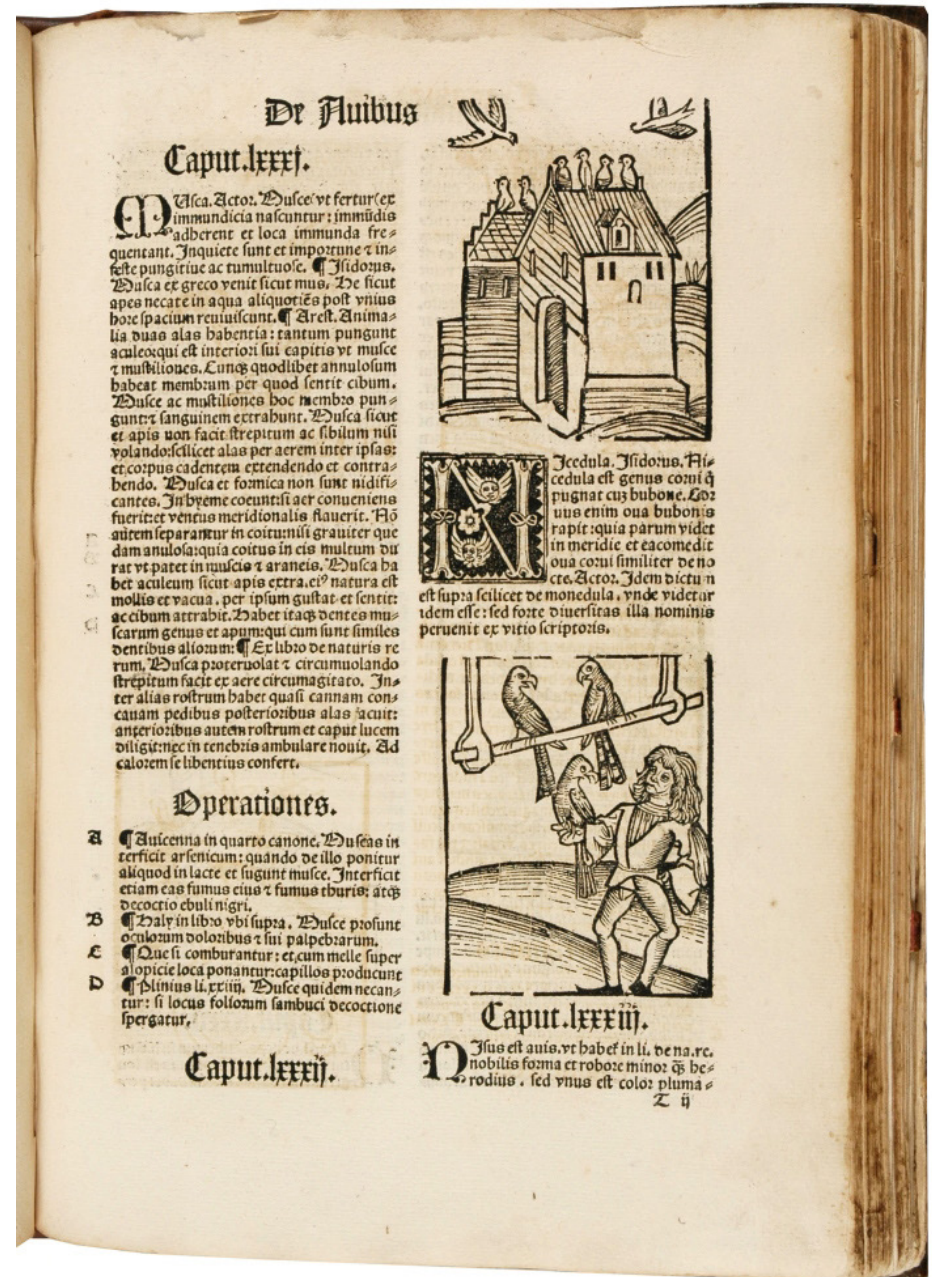 De Auibus
Caput.lxxxj.
MUsca. Actor. Musce vt fertur ex
immundicia nascuntur: immūdis
adherent et loca immunda fre-
quentant. Inquiete sunt et importune ⁊ in-
feste pungitiue ac tumultuose. ¶ Isidorus.
Musca ex greco venit sicut mus. He sicut
apes necate in aqua aliquotiēs post vnius
hore spacium reuiuiscunt. ¶ Arest. Anima-
lia duas alas habentia: tantum pungunt
aculeo:qui est interiori sui capitis vt musce
⁊ mustiliones. Cunqȝ quodlibet annulosum
habeat membrum per quod sentit cibum.
Musce ac mustiliones hoc membro pun-
gunt:⁊ sanguinem extrahunt. Musca sicut
et apis non facit strepitum ac sibilum nisi
volando:scilicet alas per aerem inter ipsas:
et corpus cadentem extendendo et contra-
hendo. Musca et formica non sunt nidifi-
cantes. In hyeme coeunt:si aer conueniens
fuerit:et ventus meridionalis flauerit. Nō
autem separantur in coitu:nisi grauiter que
dam anulosa:quia coitus in eis multum du
rat vt patet in muscis ⁊ araneis. Musca ha
bet aculeum sicut apis extra.eiꝰ natura est
mollis et vacua. per ipsum gustat et sentit:
ac cibum attrahit. Habet itaqȝ dentes mu-
scarum genus et apum:qui cum sunt similes
dentibus aliorum: ¶ Ex libro de naturis re
rum. Musca proteruolat ⁊ circumuolando
strepitum facit ex aere circumagitato. In-
ter alias rostrum habet quasi cannam con-
cauam pedibus posterioribus alas acuit:
anterioribus autem rostrum et caput lucem
diligit:nec in tenebris ambulare nouit. Ad
calorem se libentius confert.
Operationes.
A ¶ Auicenna in quarto canone. Muscas in
terficit arsenicum: quando de illo ponitur
aliquod in lacte et sugunt musce. Interficit
etiam eas fumus eius ⁊ fumus thuris: atqȝ
decoctio ebuli nigri.
B ¶ Haly in libro vbi supra. Musce prosunt
oculorum doloribus ⁊ sui palpebrarum.
C ¶ Que si comburantur: et cum melle super
alopicie loca ponantur:capillos producunt
D ¶ Plinius li.xxiiij. Musce quidem necan-
tur: si locus foliorum sambuci decoctione
spergatur.
Caput.lxxxij.
NIcedula. Isidorus. Ni-
cedula est genus corui q̄
pugnat cuȝ bubone. Cor
uus enim oua bubonis
rapit:quia parum videt
in meridie et ea comedit
oua corui similiter de no
cte. Actor. Idem dictum
est supra scilicet de monedula. vnde videtur
idem esse: sed forte diuersitas illa nominis
peruenit ex vitio scriptoris.
Caput.lxxxiij.
NIsus est auis.vt habeť in li. de na.re.
nobilis forma et robore minor q̄ȝ he-
rodius. sed vnus est color pluma-
T ij